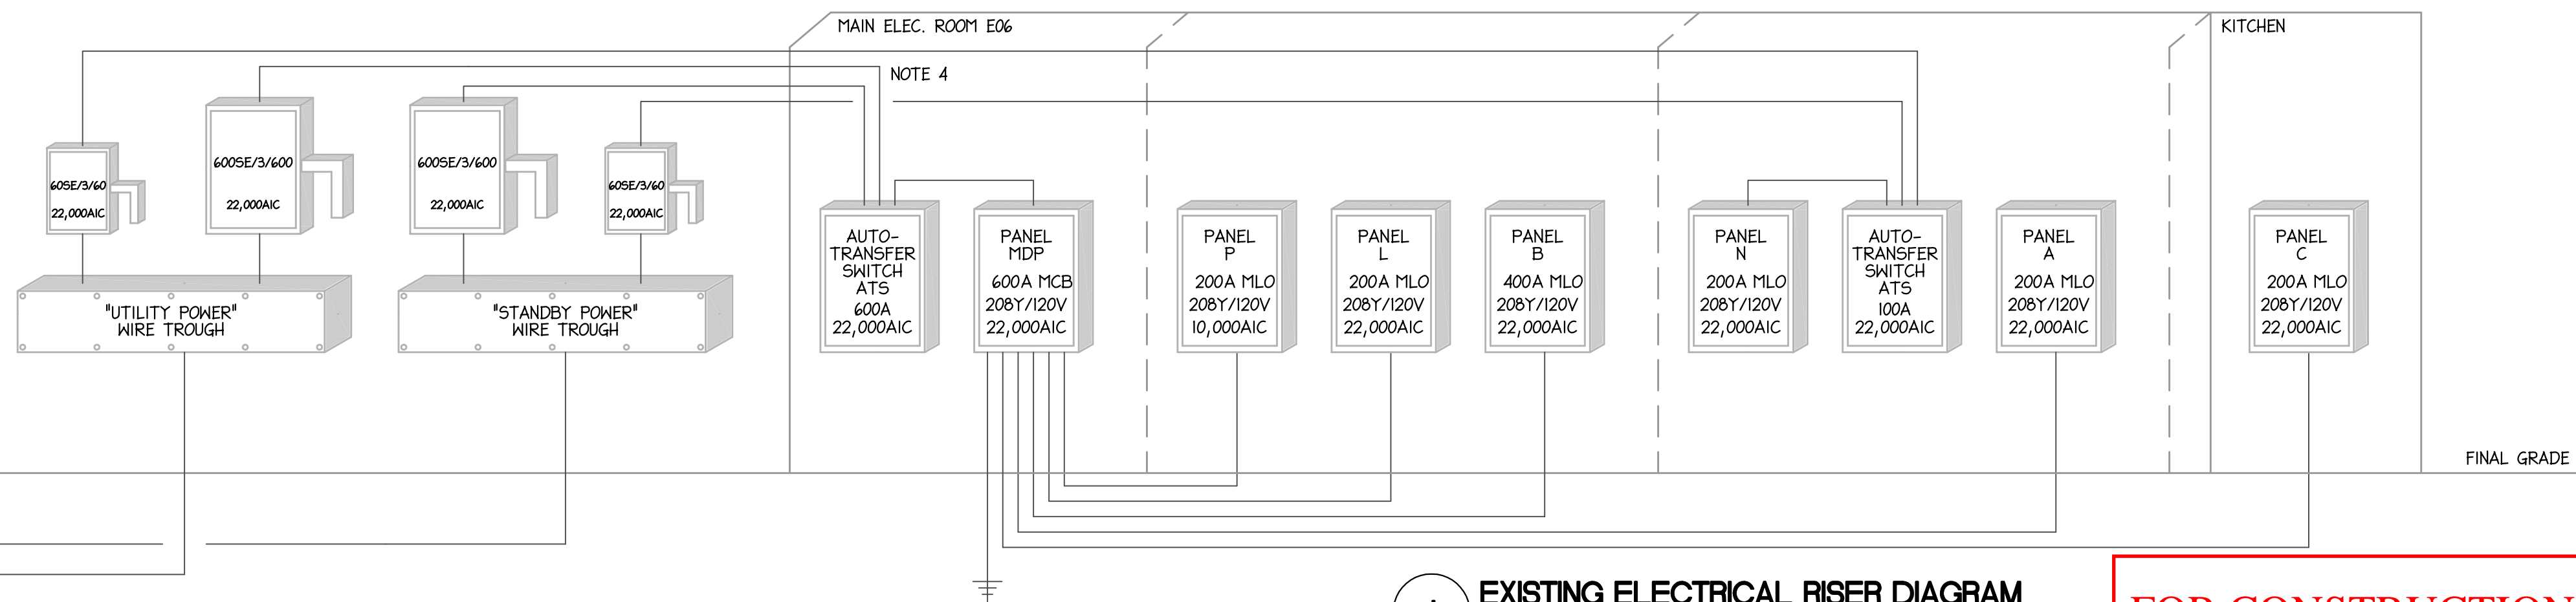 MAIN ELEC. ROOM E06
KITCHEN
NOTE 4
60SE/3/60
22,000AIC
600SE/3/600
22,000AIC
600SE/3/600
22,000AIC
60SE/3/60
22,000AIC
"UTILITY POWER"
WIRE TROUGH
"STANDBY POWER"
WIRE TROUGH
AUTO-
TRANSFER
SWITCH
ATS
600A
22,000AIC
PANEL
MDP
600A MCB
208Y/120V
22,000AIC
PANEL
P
200A MLO
208Y/120V
10,000AIC
PANEL
L
200A MLO
208Y/120V
22,000AIC
PANEL
B
400A MLO
208Y/120V
22,000AIC
PANEL
N
200A MLO
208Y/120V
22,000AIC
AUTO-
TRANSFER
SWITCH
ATS
100A
22,000AIC
PANEL
A
200A MLO
208Y/120V
22,000AIC
PANEL
C
200A MLO
208Y/120V
22,000AIC
FINAL GRADE
EXISTING ELECTRICAL RISER DIAGRAM
FOR CONSTRUCTION